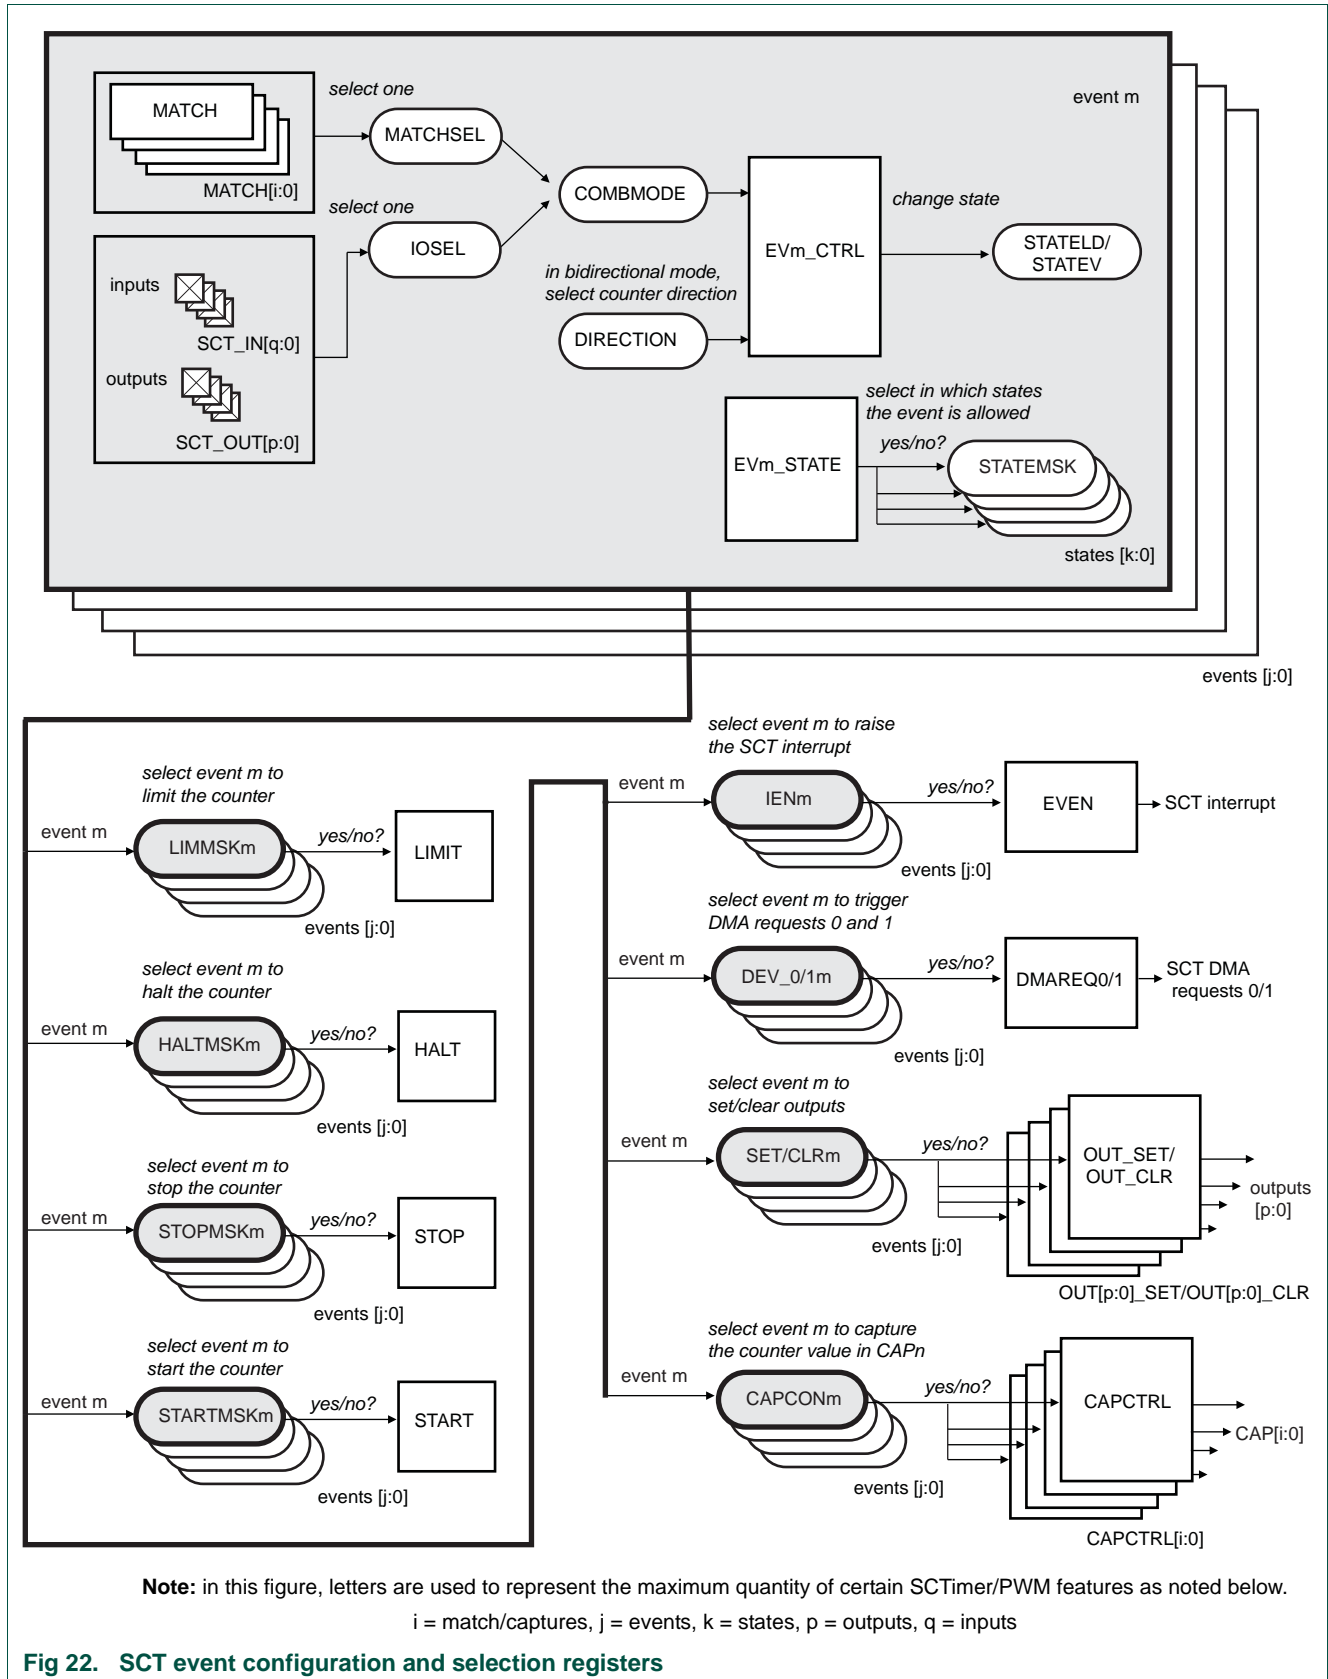 event m
select one
MATCH
MATCHSEL
MATCH[i:0]
select one
IOSEL
COMBMODE
EVm_CTRL
change state
STATELD/
STATEV
inputs
SCT_IN[q:0]
outputs
SCT_OUT[p:0]
in bidirectional mode,
select counter direction
DIRECTION
select in which states
the event is allowed
yes/no?
EVm_STATE
STATEMSK
states [k:0]
events [j:0]
select event m to
limit the counter
event m
LIMMSKm
yes/no?
LIMIT
events [j:0]
select event m to
halt the counter
event m
HALTMSKm
yes/no?
HALT
events [j:0]
select event m to
stop the counter
event m
STOPMSKm
yes/no?
STOP
events [j:0]
select event m to
start the counter
event m
STARTMSKm
yes/no?
START
events [j:0]
select event m to raise
the SCT interrupt
event m
IENm
yes/no?
EVEN
SCT interrupt
events [j:0]
select event m to trigger
DMA requests 0 and 1
event m
DEV_0/1m
yes/no?
DMAREQ0/1
SCT DMA
requests 0/1
events [j:0]
select event m to
set/clear outputs
event m
SET/CLRm
yes/no?
OUT_SET/
OUT_CLR
outputs
[p:0]
events [j:0]
OUT[p:0]_SET/OUT[p:0]_CLR
select event m to capture
the counter value in CAPn
event m
CAPCONm
yes/no?
CAPCTRL
CAP[i:0]
events [j:0]
CAPCTRL[i:0]
Note: in this figure, letters are used to represent the maximum quantity of certain SCTimer/PWM features as noted below.
i = match/captures, j = events, k = states, p = outputs, q = inputs
Fig 22. SCT event configuration and selection registers